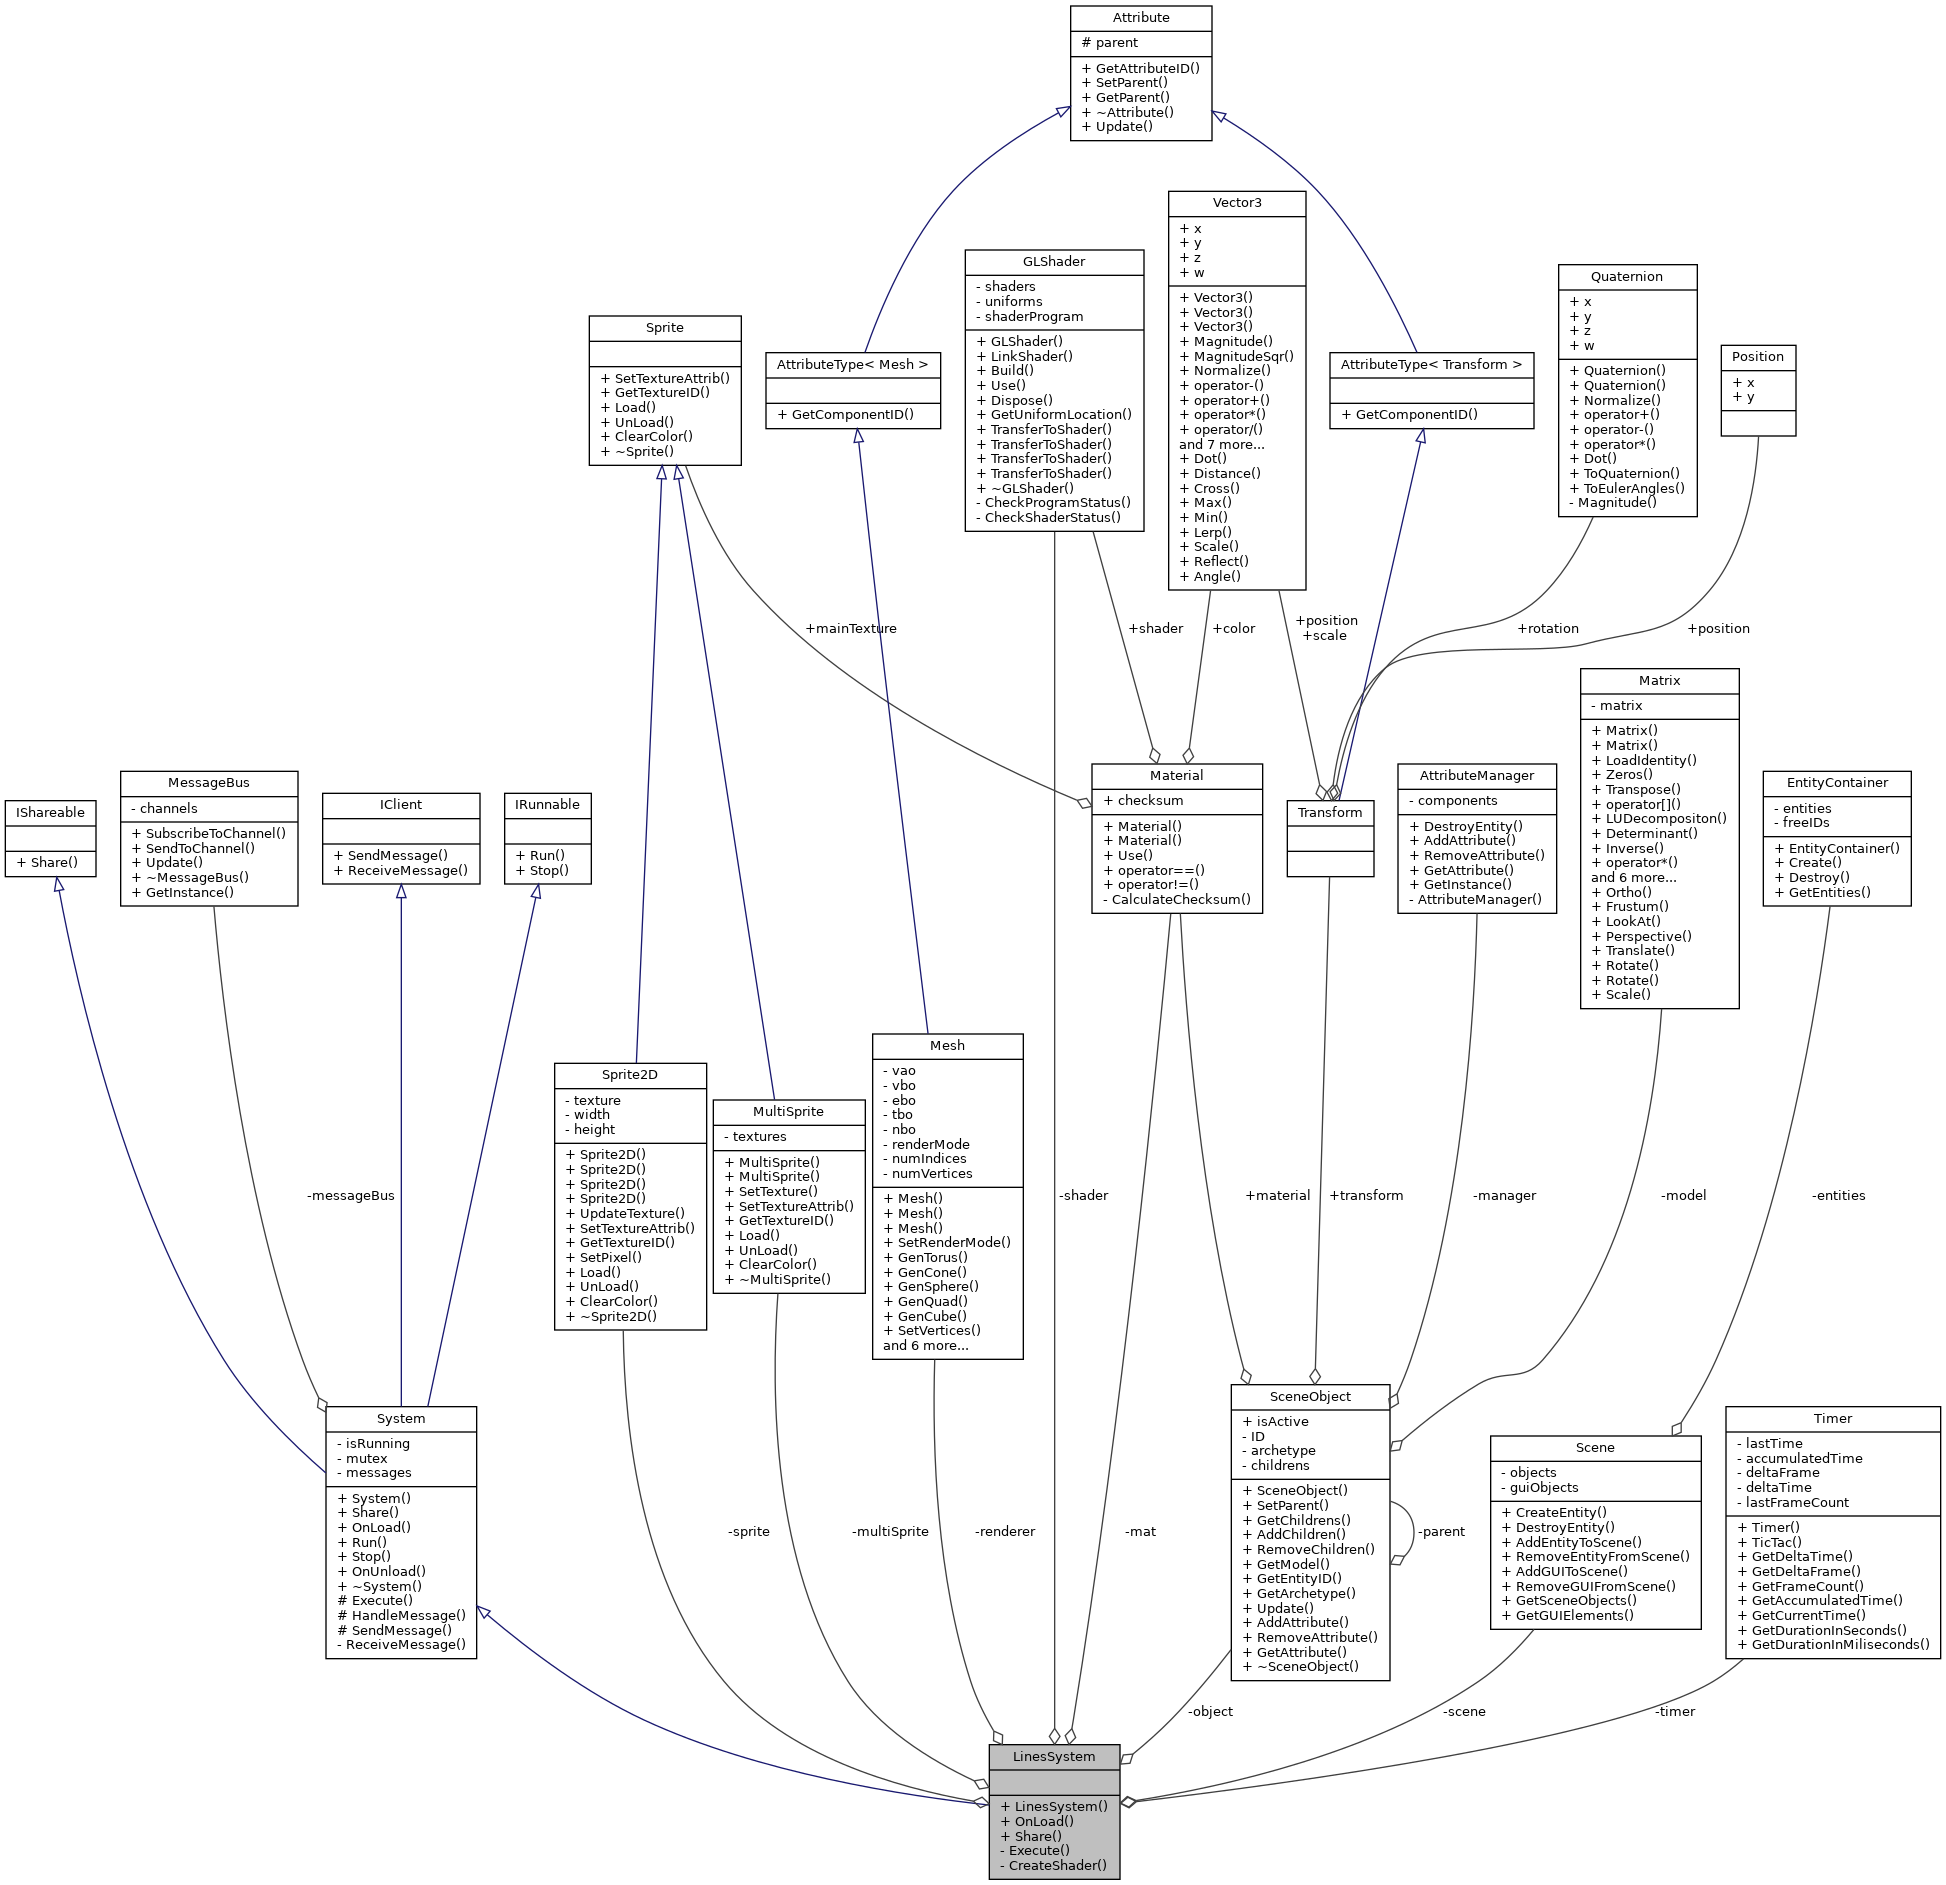 Attribute
# parent
+ GetAttributeID()
+ SetParent()
+ GetParent()
+ ~Attribute()
+ Update()
Vector3
+ x
+ y
+ z
+ w
+ Vector3()
+ Vector3()
+ Vector3()
+ Magnitude()
+ MagnitudeSqr()
+ Normalize()
+ operator-()
+ operator+()
+ operator*()
+ operator/()
and 7 more...
+ Dot()
+ Distance()
+ Cross()
+ Max()
+ Min()
+ Lerp()
+ Scale()
+ Reflect()
+ Angle()
GLShader
- shaders
- uniforms
- shaderProgram
+ GLShader()
+ LinkShader()
+ Build()
+ Use()
+ Dispose()
+ GetUniformLocation()
+ TransferToShader()
+ TransferToShader()
+ TransferToShader()
+ TransferToShader()
+ ~GLShader()
- CheckProgramStatus()
- CheckShaderStatus()
Quaternion
+ x
+ y
+ z
+ w
+ Quaternion()
+ Quaternion()
+ Normalize()
+ operator+()
+ operator-()
+ operator*()
+ Dot()
+ ToQuaternion()
+ ToEulerAngles()
- Magnitude()
Sprite
+ SetTextureAttrib()
+ GetTextureID()
+ Load()
+ UnLoad()
+ ClearColor()
+ ~Sprite()
AttributeType< Mesh >
+ GetComponentID()
AttributeType< Transform >
+ GetComponentID()
Position
+ x
+ y
+mainTexture
+shader
+color
+position
+scale
+rotation
+position
Matrix
- matrix
+ Matrix()
+ Matrix()
+ LoadIdentity()
+ Zeros()
+ Transpose()
+ operator[]()
+ LUDecompositon()
+ Determinant()
+ Inverse()
+ operator*()
and 6 more...
+ Ortho()
+ Frustum()
+ LookAt()
+ Perspective()
+ Translate()
+ Rotate()
+ Rotate()
+ Scale()
IShareable
+ Share()
MessageBus
- channels
+ SubscribeToChannel()
+ SendToChannel()
+ Update()
+ ~MessageBus()
+ GetInstance()
IClient
+ SendMessage()
+ ReceiveMessage()
IRunnable
+ Run()
+ Stop()
Material
+ checksum
+ Material()
+ Material()
+ Use()
+ operator==()
+ operator!=()
- CalculateChecksum()
Transform
AttributeManager
- components
+ DestroyEntity()
+ AddAttribute()
+ RemoveAttribute()
+ GetAttribute()
+ GetInstance()
- AttributeManager()
EntityContainer
- entities
- freeIDs
+ EntityContainer()
+ Create()
+ Destroy()
+ GetEntities()
Sprite2D
- texture
- width
- height
+ Sprite2D()
+ Sprite2D()
+ Sprite2D()
+ Sprite2D()
+ UpdateTexture()
+ SetTextureAttrib()
+ GetTextureID()
+ SetPixel()
+ Load()
+ UnLoad()
+ ClearColor()
+ ~Sprite2D()
MultiSprite
- textures
+ MultiSprite()
+ MultiSprite()
+ SetTexture()
+ SetTextureAttrib()
+ GetTextureID()
+ Load()
+ UnLoad()
+ ClearColor()
+ ~MultiSprite()
Mesh
- vao
- vbo
- ebo
- tbo
- nbo
- renderMode
- numIndices
- numVertices
+ Mesh()
+ Mesh()
+ Mesh()
+ SetRenderMode()
+ GenTorus()
+ GenCone()
+ GenSphere()
+ GenQuad()
+ GenCube()
+ SetVertices()
and 6 more...
-messageBus
-shader
+material
+transform
-manager
-model
-entities
System
- isRunning
- mutex
- messages
+ System()
+ Share()
+ OnLoad()
+ Run()
+ Stop()
+ OnUnload()
+ ~System()
# Execute()
# HandleMessage()
# SendMessage()
- ReceiveMessage()
SceneObject
+ isActive
- ID
- archetype
- childrens
+ SceneObject()
+ SetParent()
+ GetChildrens()
+ AddChildren()
+ RemoveChildren()
+ GetModel()
+ GetEntityID()
+ GetArchetype()
+ Update()
+ AddAttribute()
+ RemoveAttribute()
+ GetAttribute()
+ ~SceneObject()
Scene
- objects
- guiObjects
+ CreateEntity()
+ DestroyEntity()
+ AddEntityToScene()
+ RemoveEntityFromScene()
+ AddGUIToScene()
+ RemoveGUIFromScene()
+ GetSceneObjects()
+ GetGUIElements()
Timer
- lastTime
- accumulatedTime
- deltaFrame
- deltaTime
- lastFrameCount
+ Timer()
+ TicTac()
+ GetDeltaTime()
+ GetDeltaFrame()
+ GetFrameCount()
+ GetAccumulatedTime()
+ GetCurrentTime()
+ GetDurationInSeconds()
+ GetDurationInMiliseconds()
-sprite
-multiSprite
-renderer
-mat
-parent
-object
-scene
-timer
LinesSystem
+ LinesSystem()
+ OnLoad()
+ Share()
- Execute()
- CreateShader()